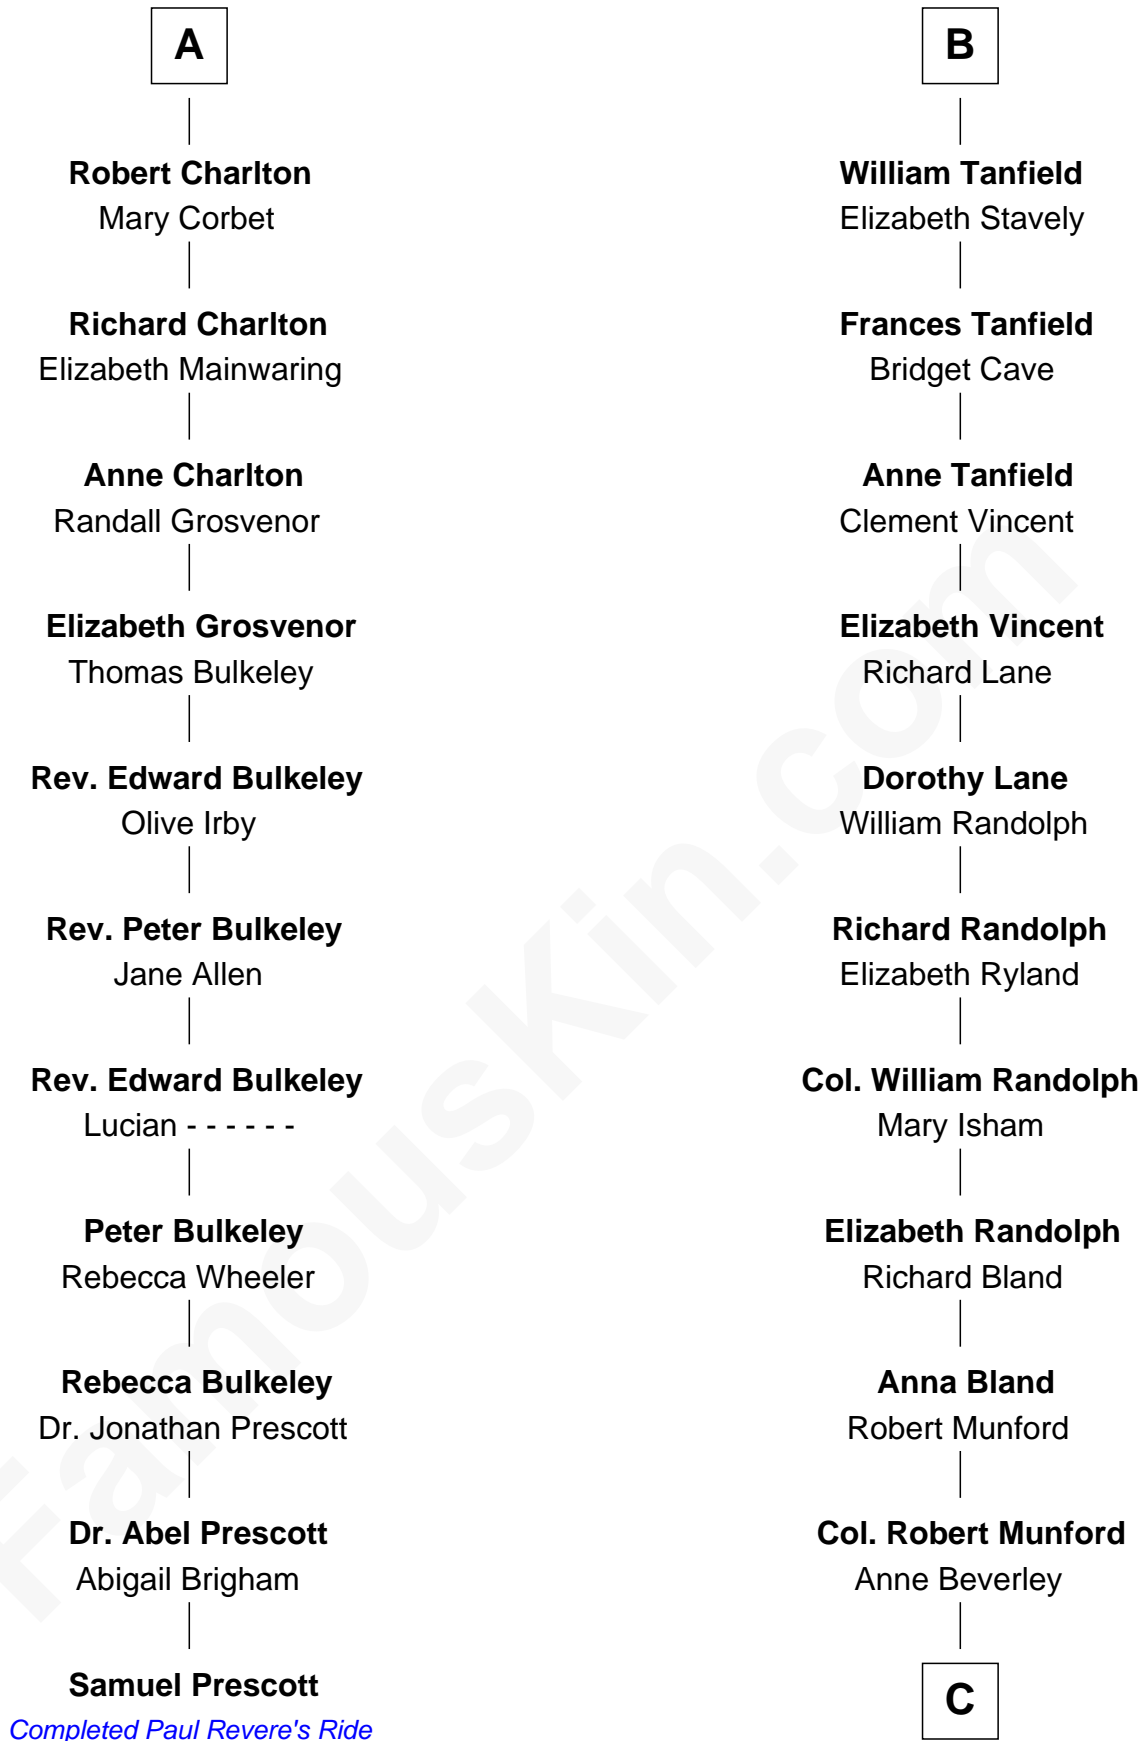 A
Robert Charlton
Mary Corbet
Richard Charlton
Elizabeth Mainwaring
Anne Charlton
Randall Grosvenor
Elizabeth Grosvenor
Thomas Bulkeley
Rev. Edward Bulkeley
Olive Irby
Rev. Peter Bulkeley
Jane Allen
Rev. Edward Bulkeley
Lucian - - - - - -
Peter Bulkeley
Rebecca Wheeler
Rebecca Bulkeley
Dr. Jonathan Prescott
Dr. Abel Prescott
Abigail Brigham
Samuel Prescott
Completed Paul Revere's Ride
B
William Tanfield
Elizabeth Stavely
Frances Tanfield
Bridget Cave
Anne Tanfield
Clement Vincent
Elizabeth Vincent
Richard Lane
Dorothy Lane
William Randolph
Richard Randolph
Elizabeth Ryland
Col. William Randolph
Mary Isham
Elizabeth Randolph
Richard Bland
Anna Bland
Robert Munford
Col. Robert Munford
Anne Beverley
C
FamousKin.com